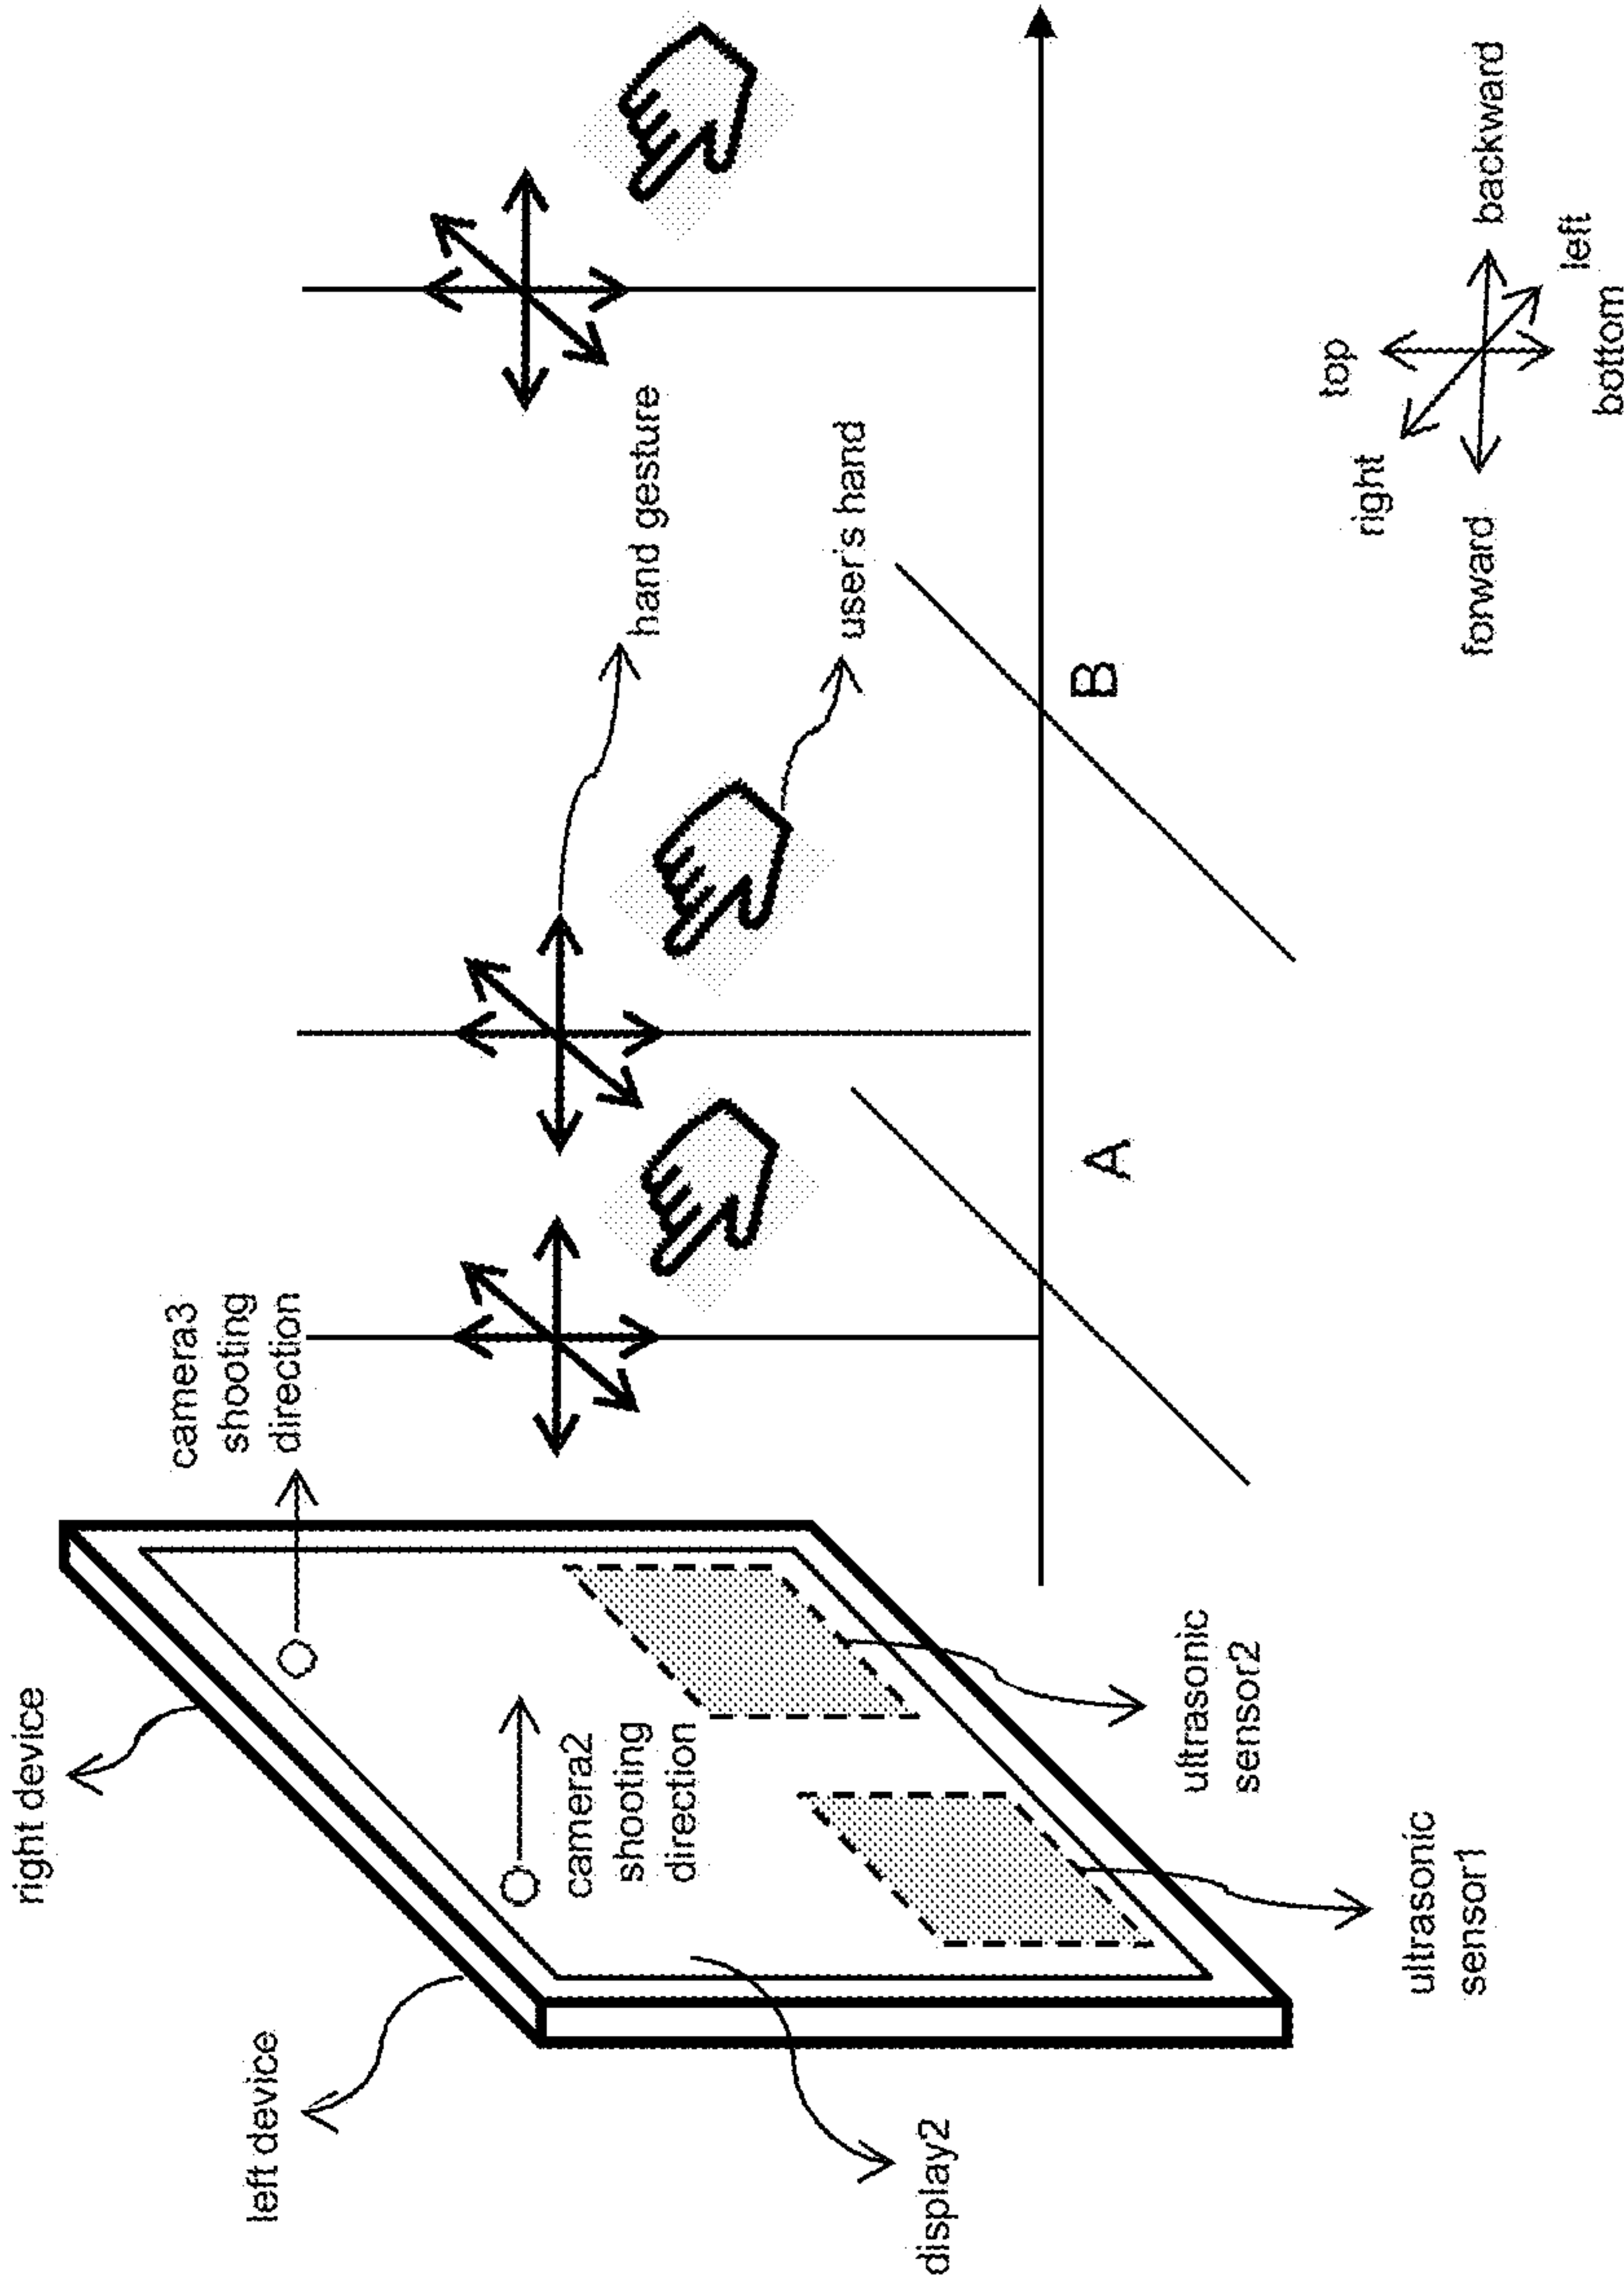 right device
left device
camera3
shooting
direction
camera2
shooting
direction
display2
hand gesture
user's hand
ultrasonic
sensor2
ultrasonic
sensor1
A
B
top
right
forward
backward
left
bottom